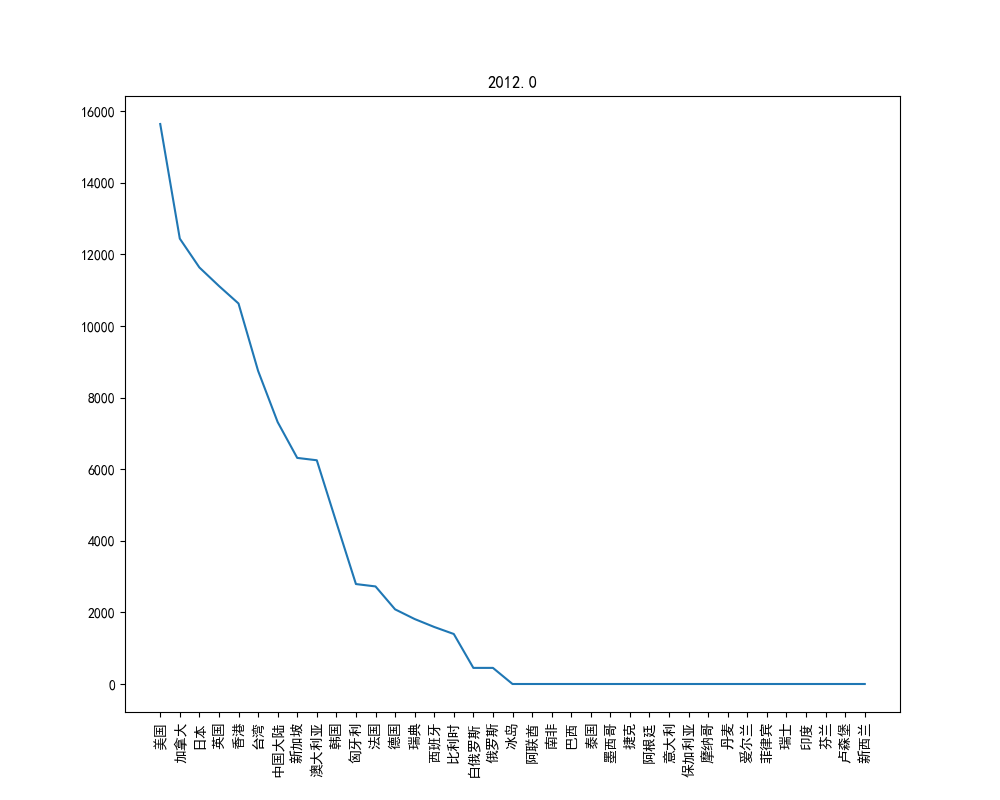 2012.0
16000
14000
12000
10000
8000
6000
4000
2000
0
美国
加拿大
日本
英国
香港
台湾
中国大陆
新加坡
澳大利亚
韩国
匈牙利
法国
德国
瑞典
西班牙
比利时
白俄罗斯
俄罗斯
冰岛
阿联酋
南非
巴西
泰国
墨西哥
捷克
阿根廷
意大利
保加利亚
摩纳哥
丹麦
爱尔兰
菲律宾
瑞士
印度
芬兰
卢森堡
新西兰